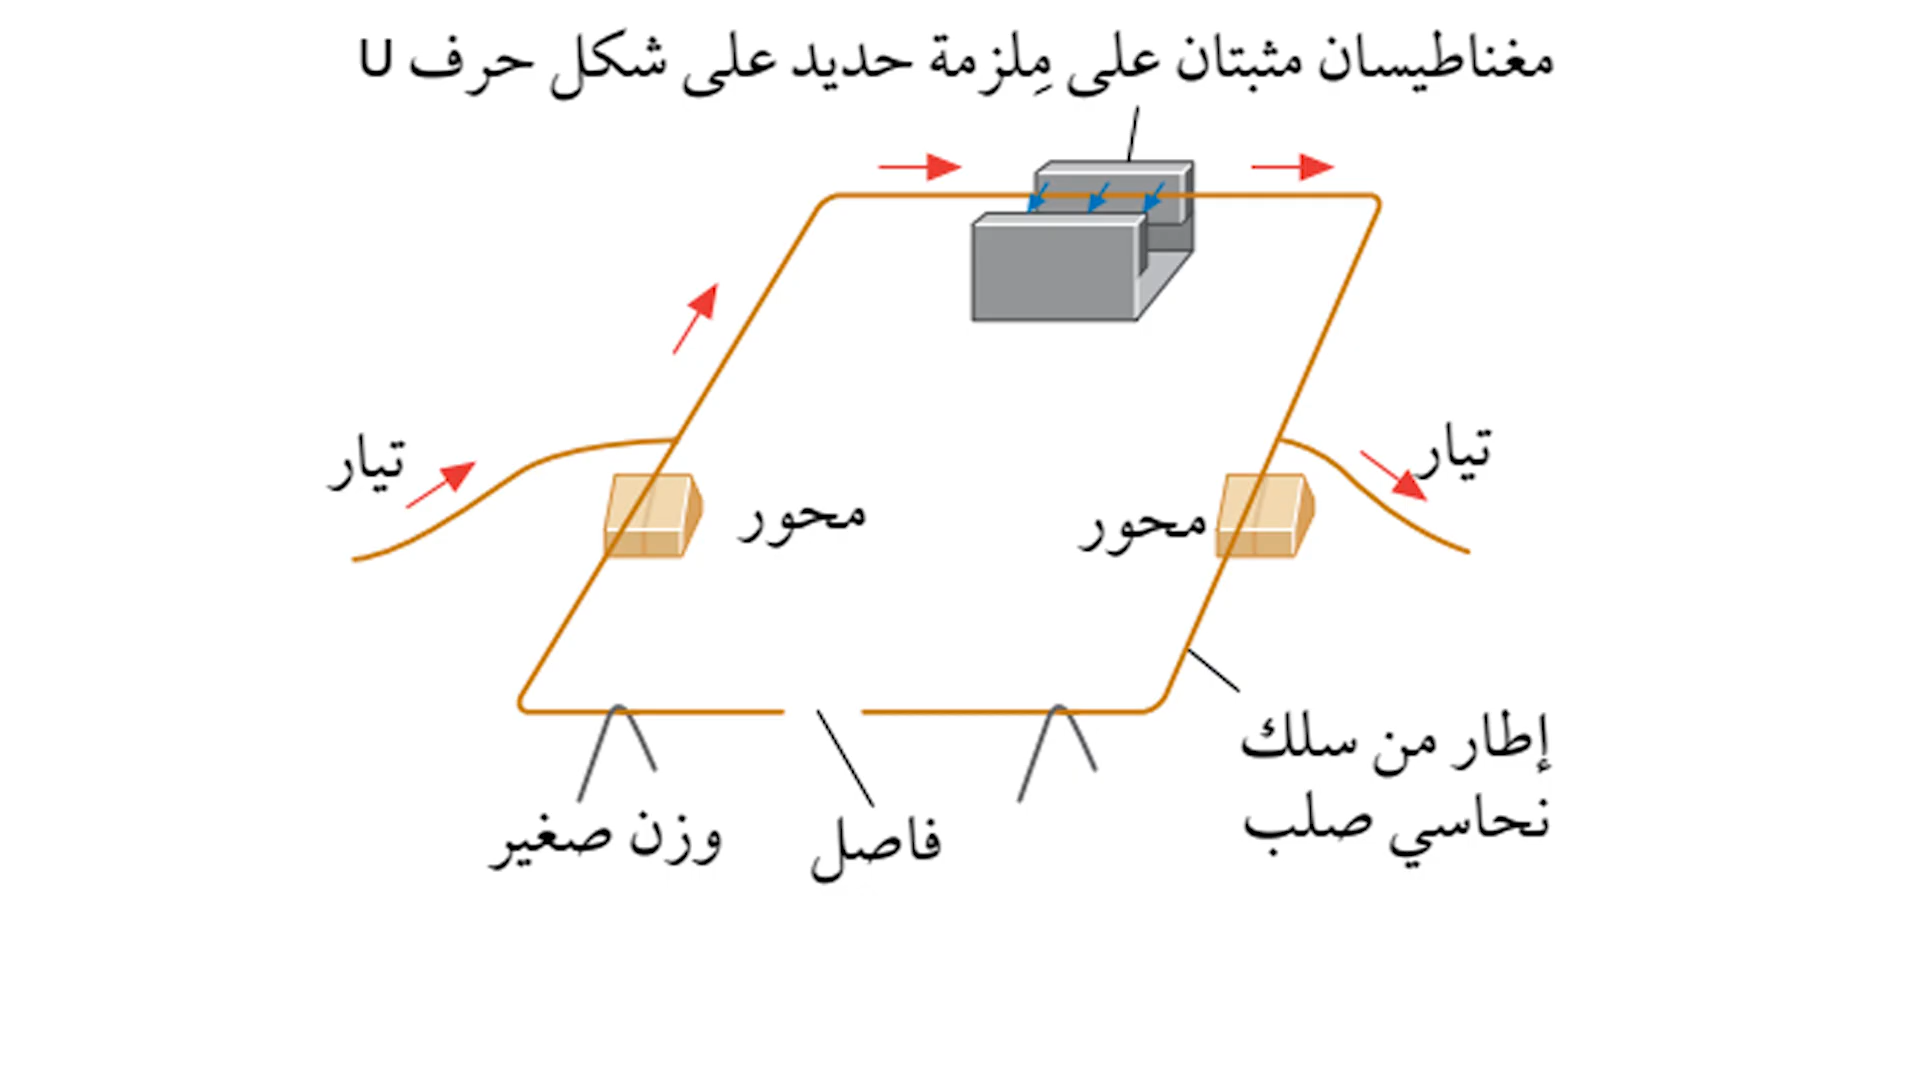 مغناطيسان مثبتان على مِلزمة حديد على شكل حرف U
تيار
تيار
محور
محور
إطار من سلك
نحاسي صلب
فاصل
وزن صغير